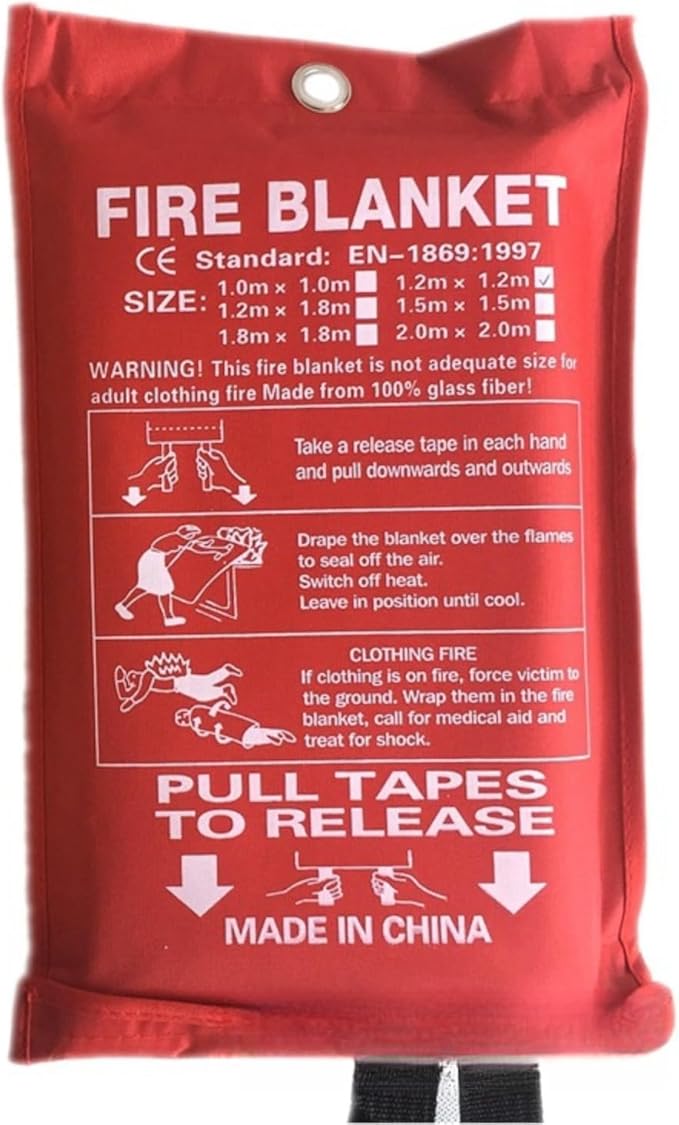 FIRE BLANKET
CE Standard: EN-1869:1997
SIZE: 1.0m × 1.0m 1.2m × 1.2m ✓
1.2m × 1.8m 1.5m × 1.5m
1.8m × 1.8m 2.0m × 2.0m
WARNING! This fire blanket is not adequate size for
adult clothing fire Made from 100% glass fiber!
Take a release tape in each hand
and pull downwards and outwards
Drape the blanket over the flames
to seal off the air.
Switch off heat.
Leave in position until cool.
CLOTHING FIRE
If clothing is on fire, force victim to
the ground. Wrap them in the fire
blanket, call for medical aid and
treat for shock.
PULL TAPES
TO RELEASE
MADE IN CHINA